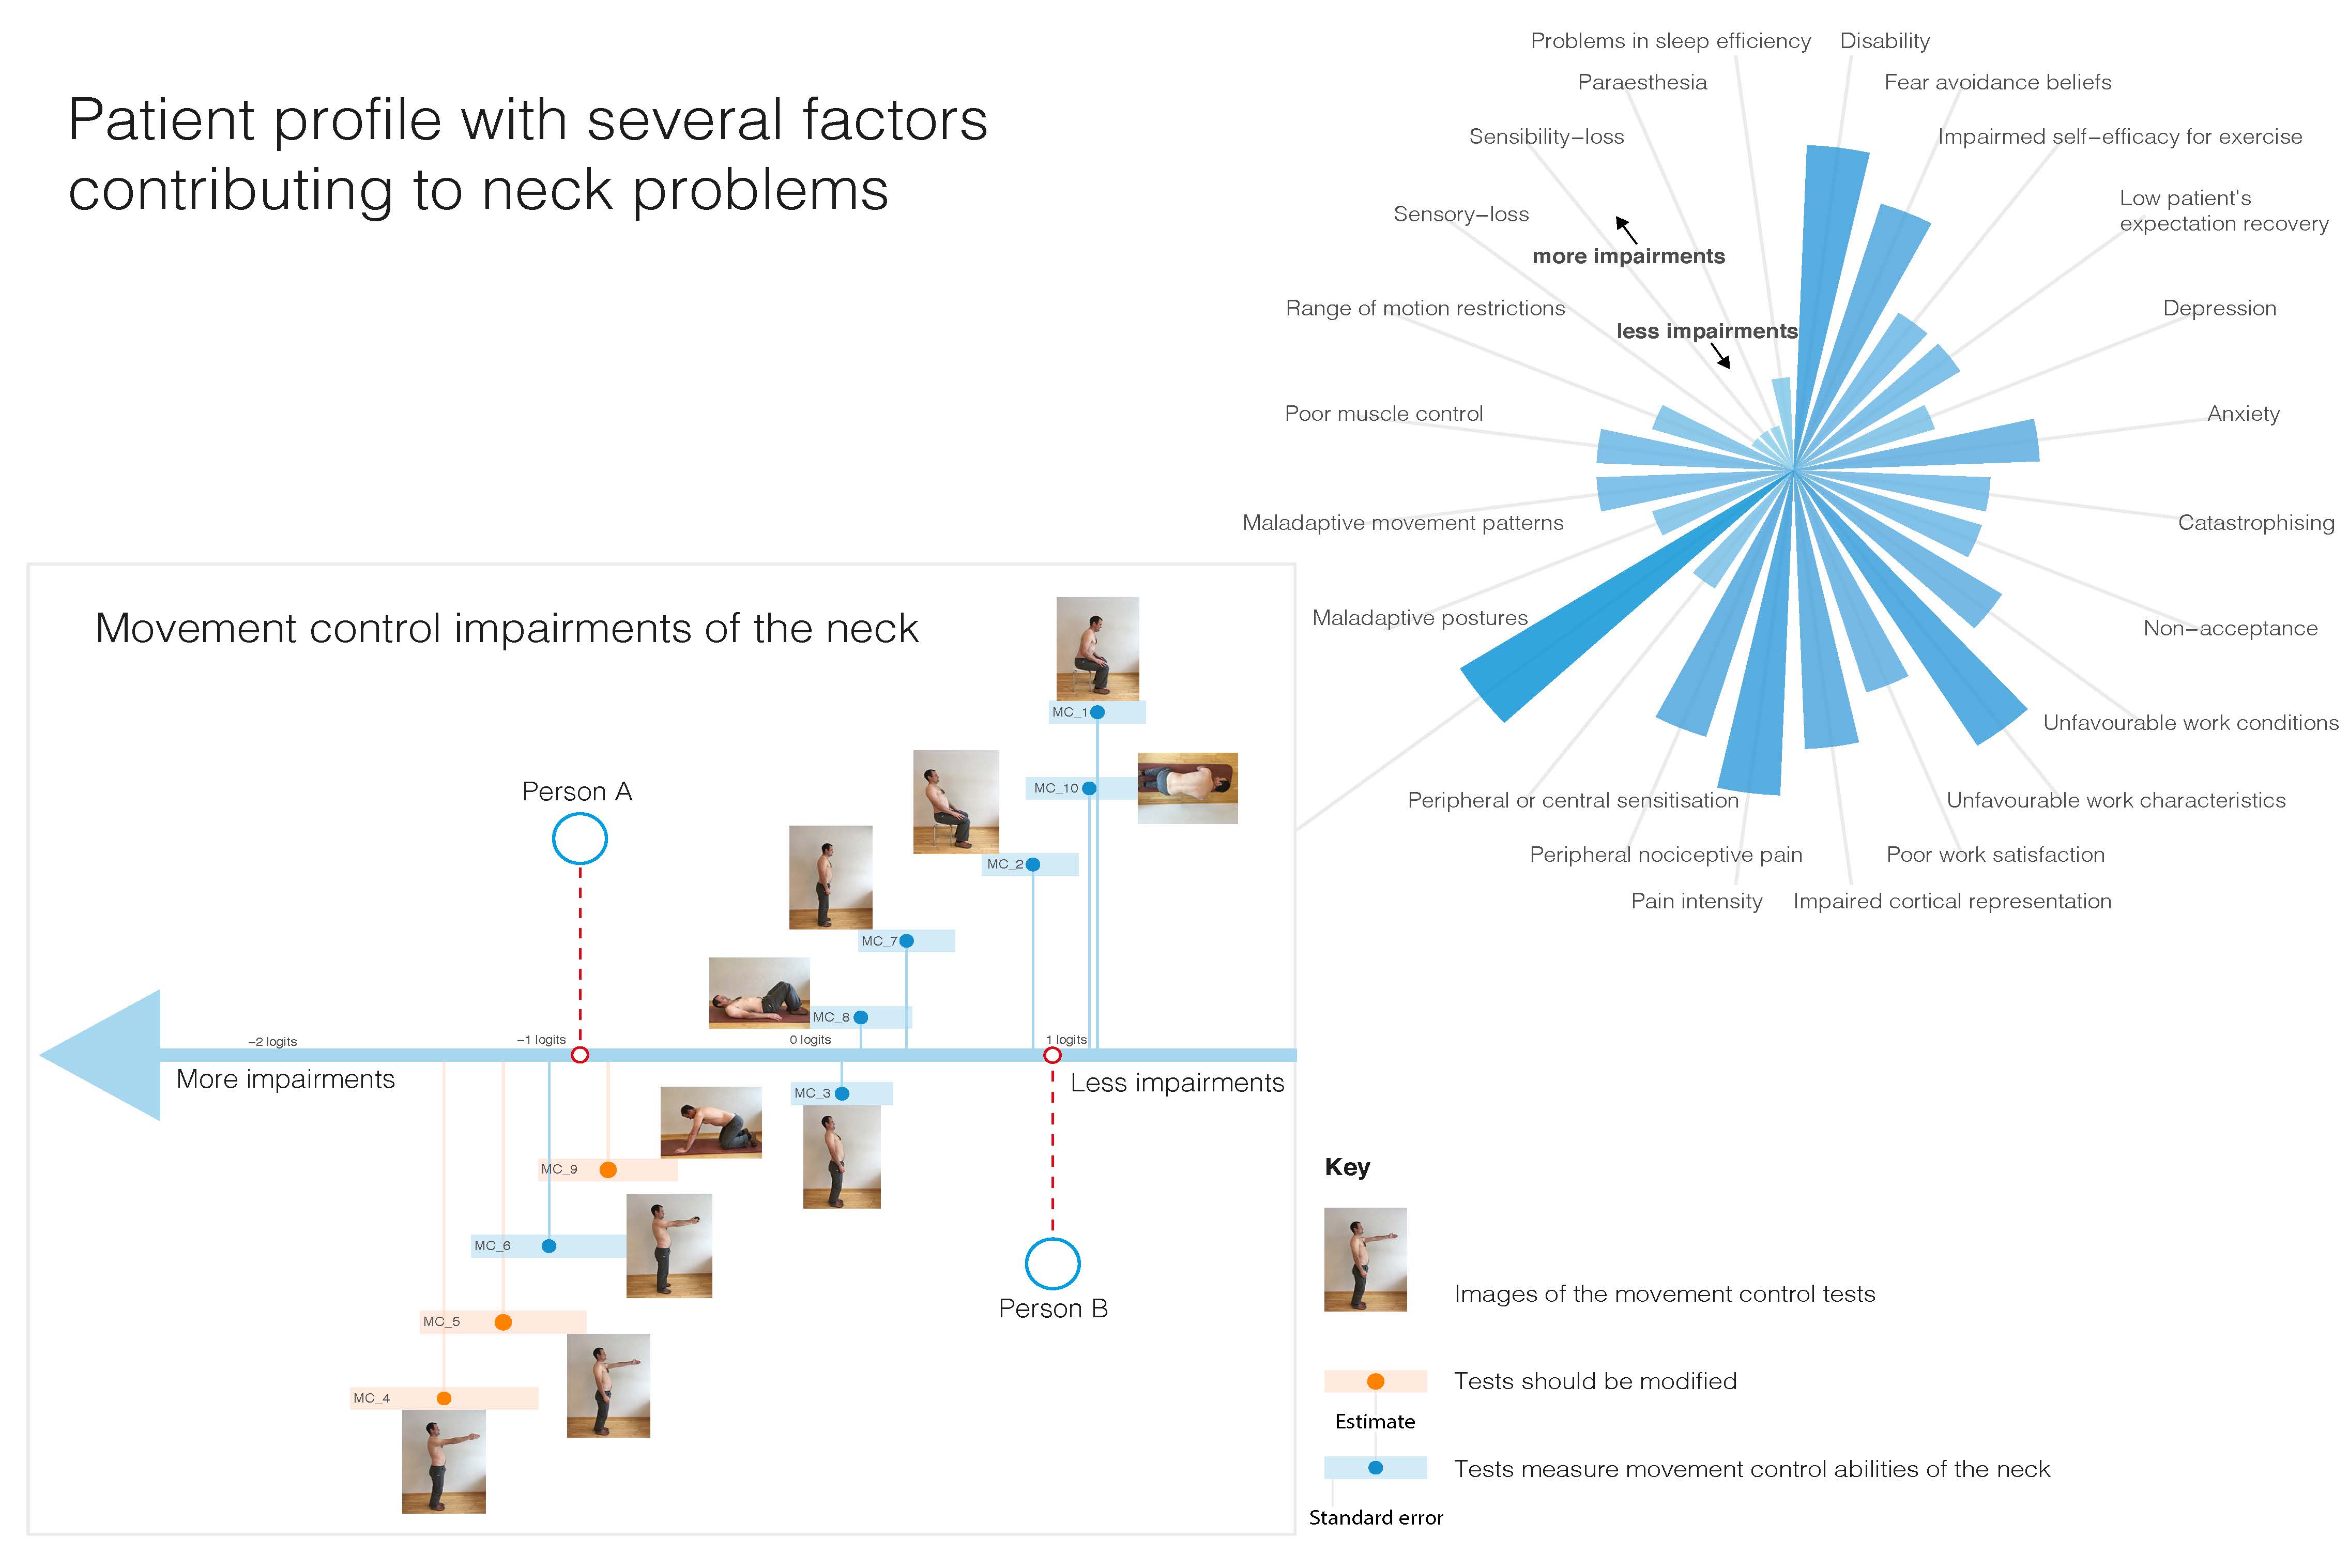 Patient profile with several factors
contributing to neck problems
Problems in sleep efficiency
Disability
Paraesthesia
Fear avoidance beliefs
Sensibility–loss
Impairmed self–efficacy for exercise
Sensory–loss
Low patient's
expectation recovery
more impairments
Range of motion restrictions
less impairments
Depression
Poor muscle control
Anxiety
Maladaptive movement patterns
Catastrophising
Maladaptive postures
Non–acceptance
Unfavourable work conditions
Peripheral or central sensitisation
Unfavourable work characteristics
Peripheral nociceptive pain
Poor work satisfaction
Pain intensity
Impaired cortical representation
Movement control impairments of the neck
MC_1
MC_10
Person A
MC_2
MC_7
MC_8
–2 logits
–1 logits
0 logits
1 logits
More impairments
Less impairments
MC_3
MC_9
MC_6
Person B
MC_5
MC_4
Key
Images of the movement control tests
Tests should be modified
Estimate
Tests measure movement control abilities of the neck
Standard error